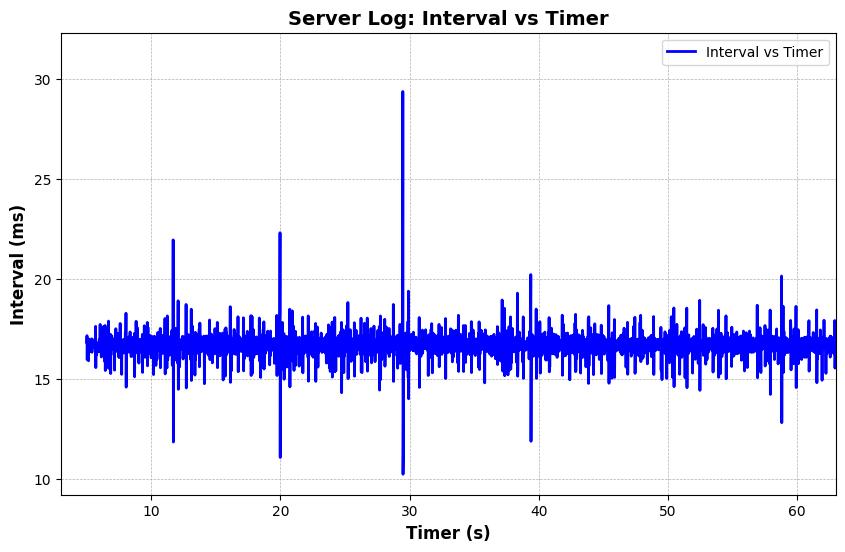 Server Log: Interval vs Timer
Interval vs Timer
30
25
20
15
10
Interval (ms)
10 20 30 40 50 60
Timer (s)